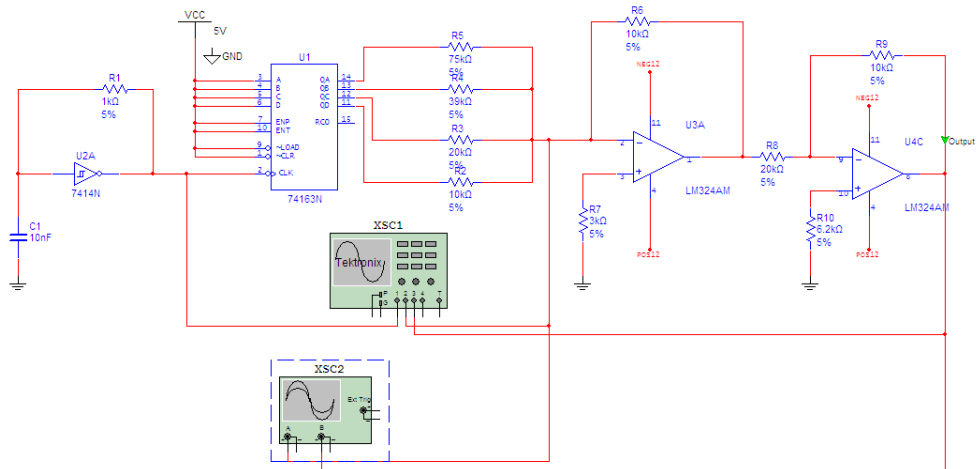 VCC
5V
GND
U1
R1
1kΩ
5%
U2A
7414N
C1
10nF
3 A QA 14
4 B QB 13
5 C QC 12
6 D QD 11
7 ENP RCO 15
10 ENT
9 ~LOAD
1 ~CLR
2 CLK
74163N
R5
75kΩ
5%
R4
39kΩ
5%
R3
20kΩ
5%
R2
10kΩ
5%
R6
10kΩ
5%
NEG12
11
U3A
2
3
1
4
LM324AM
R7
3kΩ
5%
POS12
R8
20kΩ
5%
R9
10kΩ
5%
NEG12
11
U4C
9
10
8
4
LM324AM
R10
6.2kΩ
5%
POS12
Output
XSC1
Tektronix
P
G
1 2 3 4 T
XSC2
Ext Trig
A B